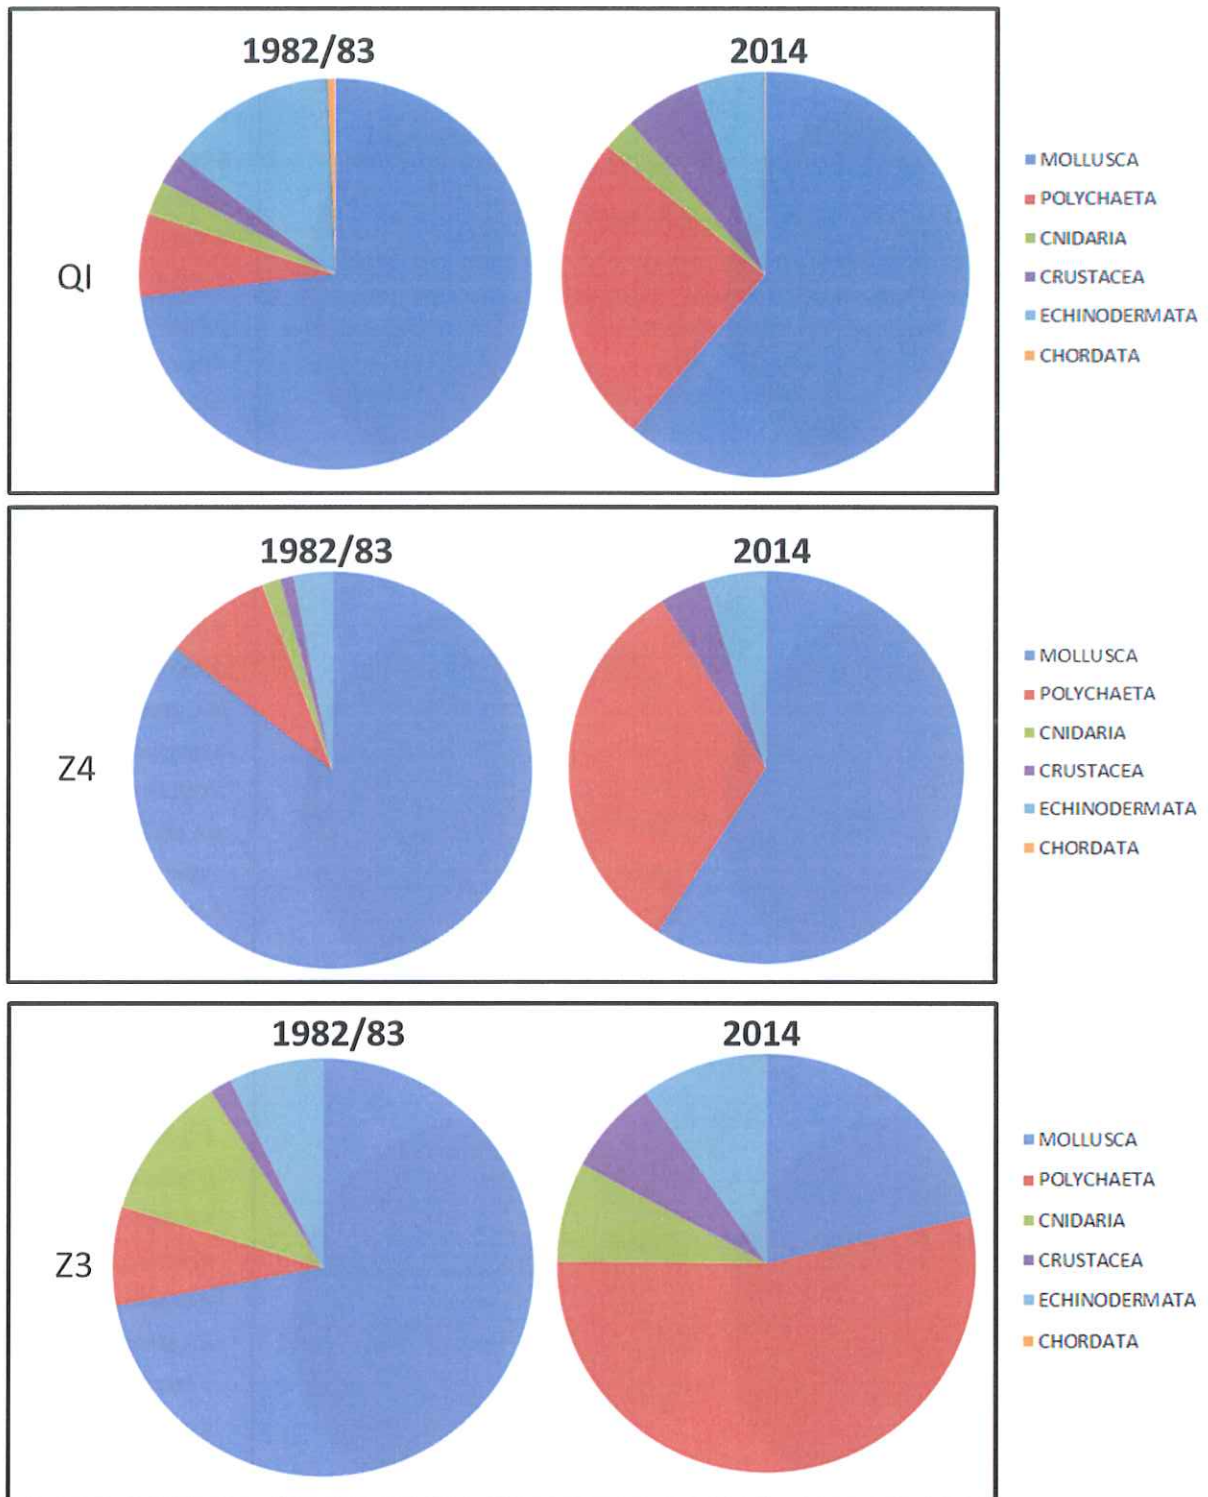 1982/83 2014
QI
MOLLUSCA
POLYCHAETA
CNIDARIA
CRUSTACEA
ECHINODERMATA
CHORDATA
1982/83 2014
Z4
MOLLUSCA
POLYCHAETA
CNIDARIA
CRUSTACEA
ECHINODERMATA
CHORDATA
1982/83 2014
Z3
MOLLUSCA
POLYCHAETA
CNIDARIA
CRUSTACEA
ECHINODERMATA
CHORDATA